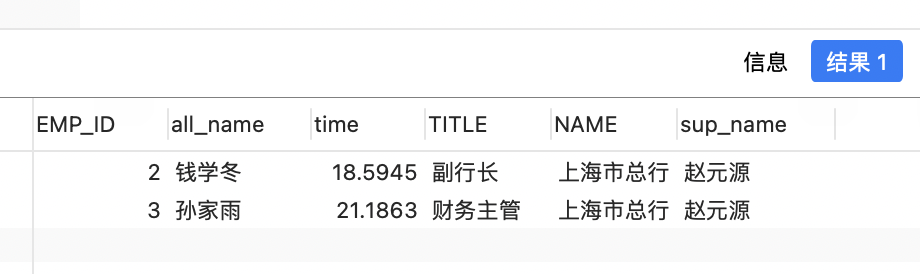 信息 结果 1
EMP_ID all_name time TITLE NAME sup_name
2 钱学冬 18.5945 副行长 上海市总行 赵元源
3 孙家雨 21.1863 财务主管 上海市总行 赵元源